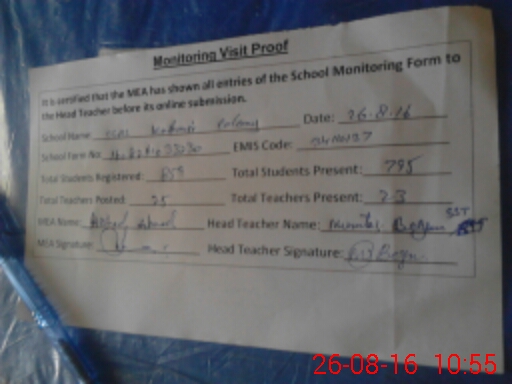 Monitoring Visit Proof
It is certified that the MEA has shown all entries of the School Monitoring Form to
the Head Teacher before its online submission.
School Name: Date: 26.8.16
School Form No: EMIS Code:
Total Students Registered: 859 Total Students Present: 795
Total Teachers Posted: 25 Total Teachers Present: 23
MEA Name: Head Teacher Name: Begum SST
MEA Signature: Head Teacher Signature:
26-08-16 10:55